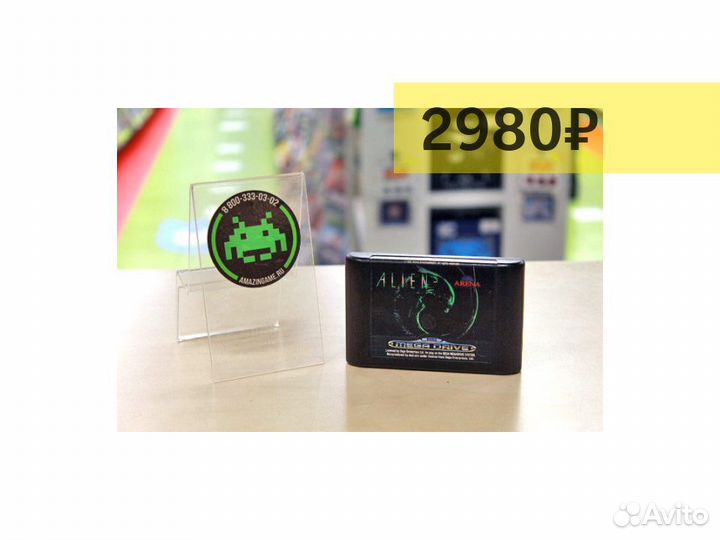 2980₽
8 800-333-03-02
AMAZINGAME.RU
ALIEN³
ARENA
MEGA DRIVE
Avito